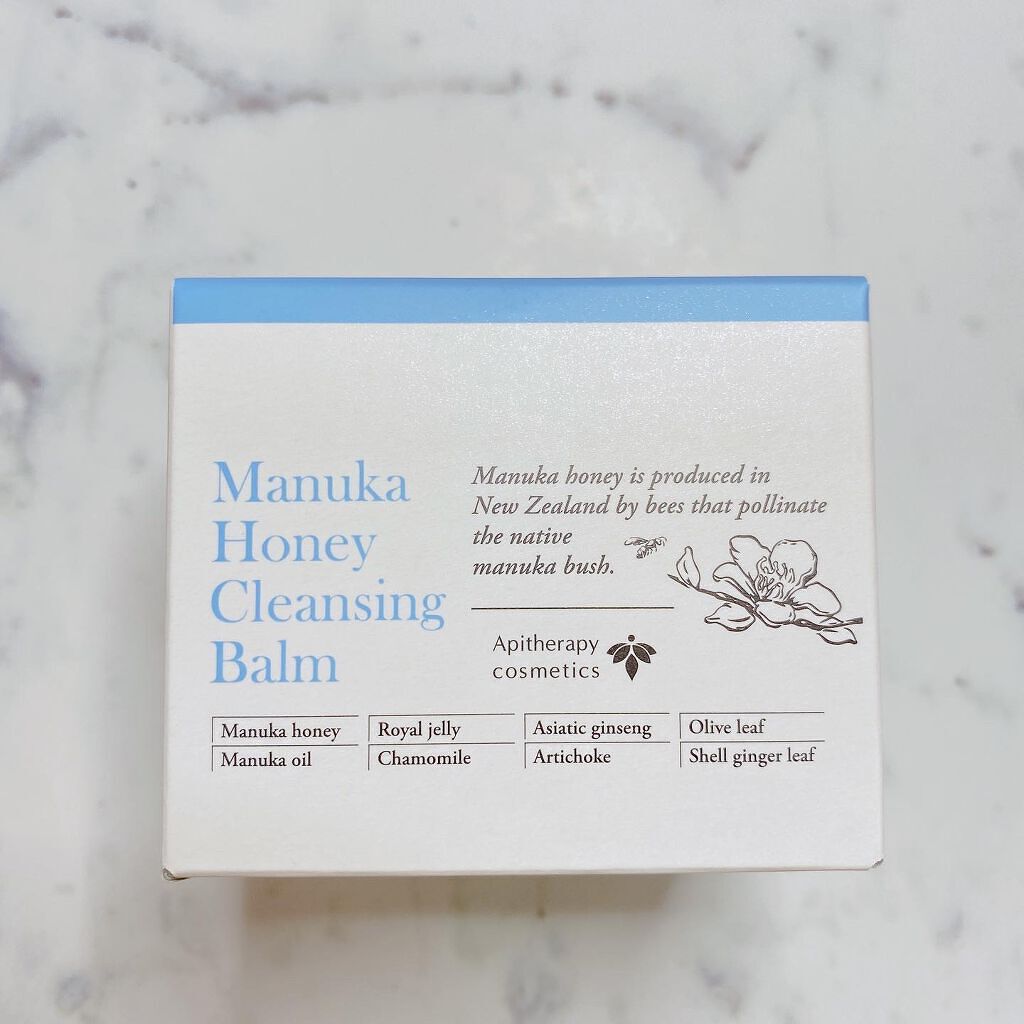 Manuka
Honey
Cleansing
Balm
Manuka honey is produced in
New Zealand by bees that pollinate
the native
manuka bush.
Apitherapy
cosmetics
Manuka honey
Royal jelly
Asiatic ginseng
Olive leaf
Manuka oil
Chamomile
Artichoke
Shell ginger leaf